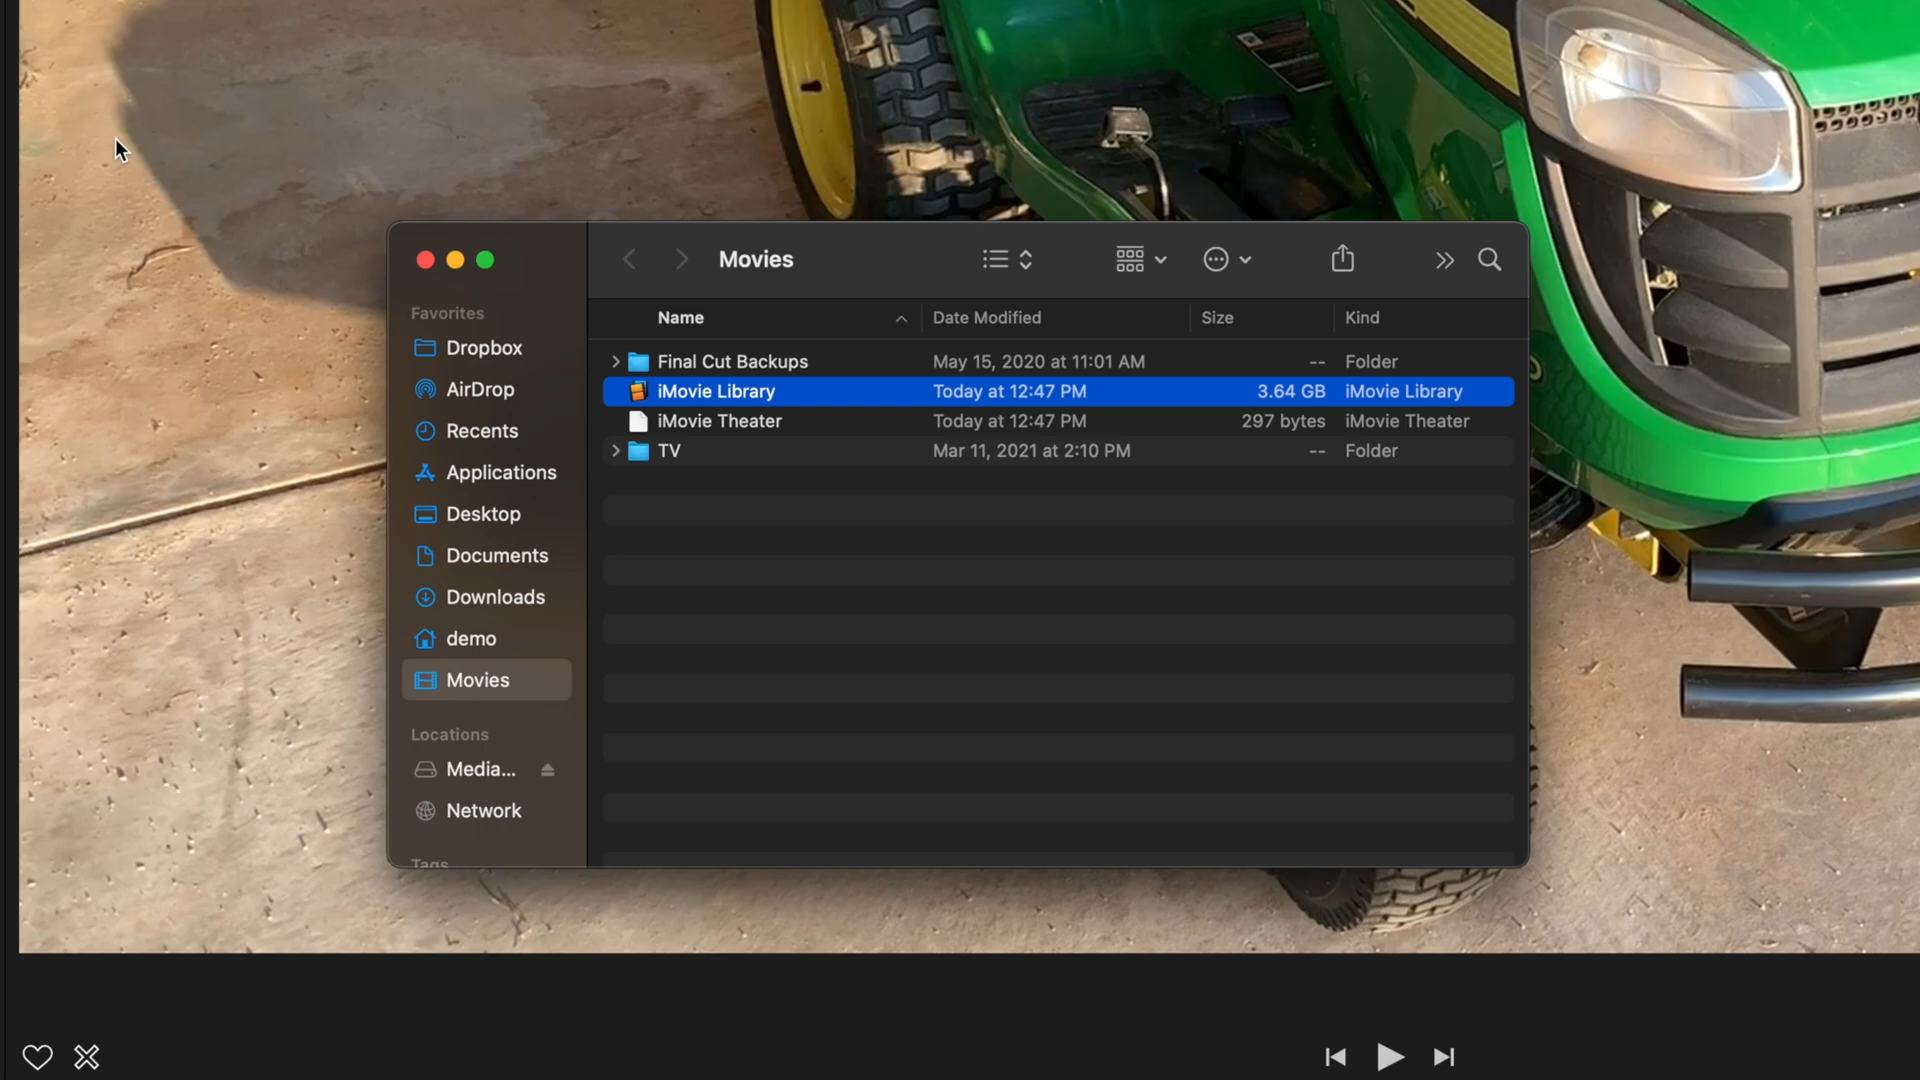 Movies
Favorites
Dropbox
AirDrop
Recents
Applications
Desktop
Documents
Downloads
demo
Movies
Locations
Media...
Network
Tags
Name Date Modified Size Kind
Final Cut Backups May 15, 2020 at 11:01 AM -- Folder
iMovie Library Today at 12:47 PM 3.64 GB iMovie Library
iMovie Theater Today at 12:47 PM 297 bytes iMovie Theater
TV Mar 11, 2021 at 2:10 PM -- Folder